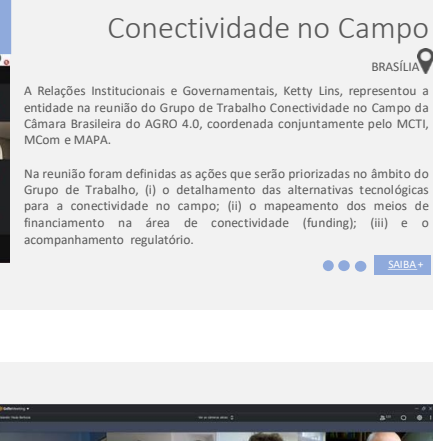 Conectividade no Campo
BRASÍLIA
A Relações Institucionais e Governamentais, Ketty Lins, representou a
entidade na reunião do Grupo de Trabalho Conectividade no Campo da
Câmara Brasileira do AGRO 4.0, coordenada conjuntamente pelo MCTI,
MCom e MAPA.
Na reunião foram definidas as ações que serão priorizadas no âmbito do
Grupo de Trabalho, (i) o detalhamento das alternativas tecnológicas
para a conectividade no campo; (ii) o mapeamento dos meios de
financiamento na área de conectividade (funding); (iii) e o
acompanhamento regulatório.
SAIBA+